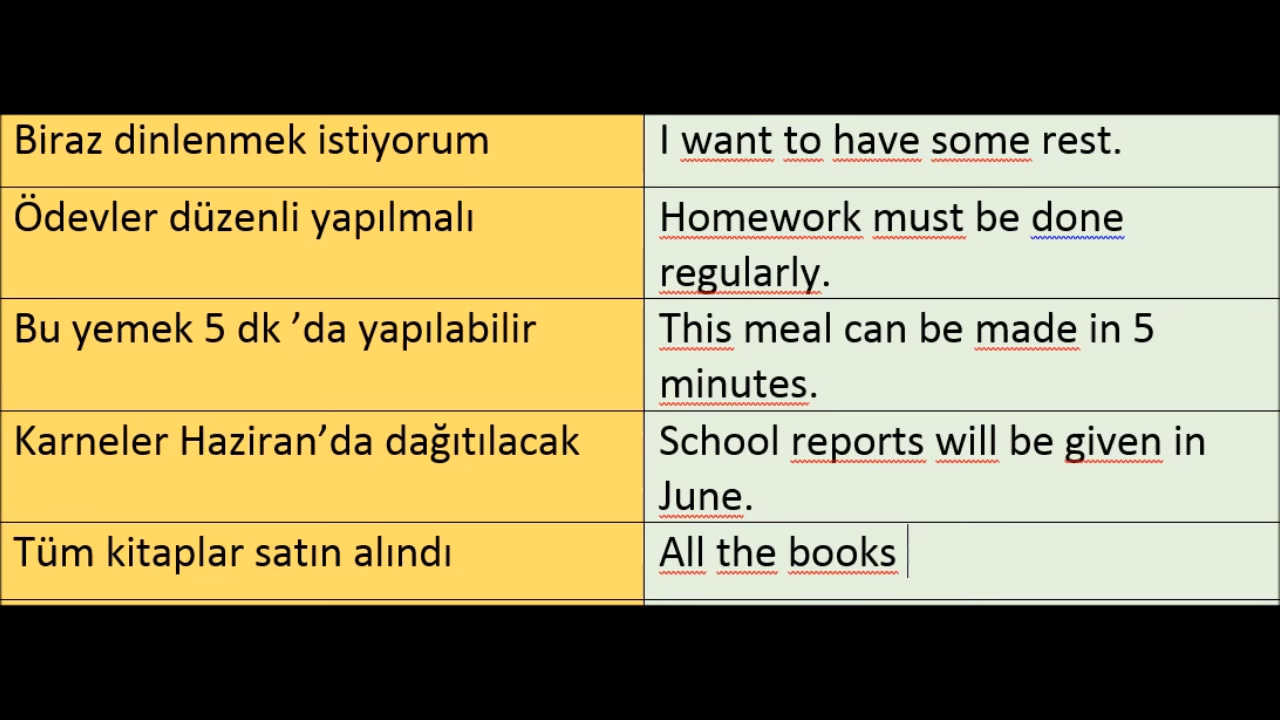 Biraz dinlenmek istiyorum
I want to have some rest.
Ödevler düzenli yapılmalı
Homework must be done
regularly.
Bu yemek 5 dk ’da yapılabilir
This meal can be made in 5
minutes.
Karneler Haziran’da dağıtılacak
School reports will be given in
June.
Tüm kitaplar satın alındı
All the books